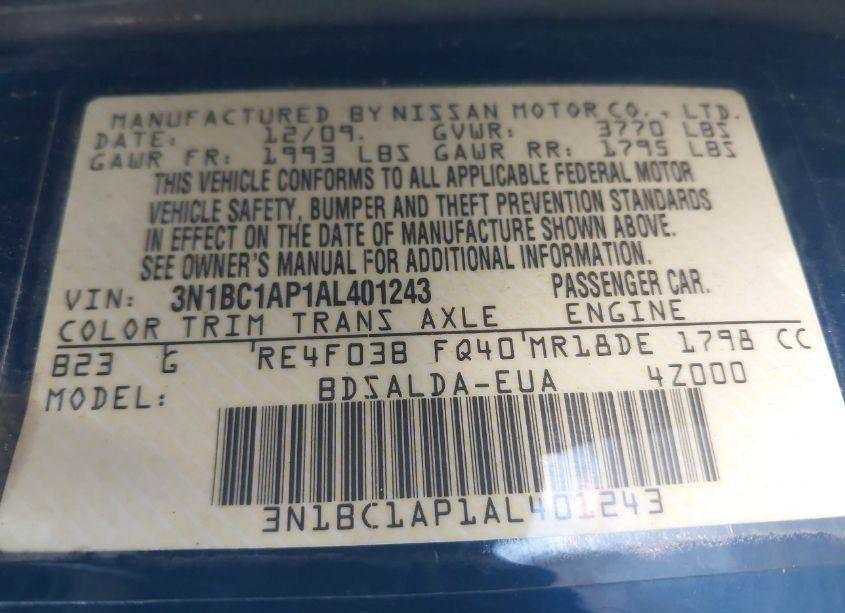 MANUFACTURED BY NISSAN MOTOR CO., LTD.
DATE: 12/09. GVWR: 3770 LBS
GAWR FR: 1993 LBS GAWR RR: 1795 LBS
THIS VEHICLE CONFORMS TO ALL APPLICABLE FEDERAL MOTOR
VEHICLE SAFETY, BUMPER AND THEFT PREVENTION STANDARDS
IN EFFECT ON THE DATE OF MANUFACTURE SHOWN ABOVE.
SEE OWNER'S MANUAL FOR ADDITIONAL INFORMATION.
VIN: 3N1BC1AP1AL401243 PASSENGER CAR.
COLOR TRIM TRANS AXLE ENGINE
B23 G RE4F03B FQ40 MR18DE 1798 CC
MODEL: BDSALDA-EUA 4Z000
3N1BC1AP1AL401243